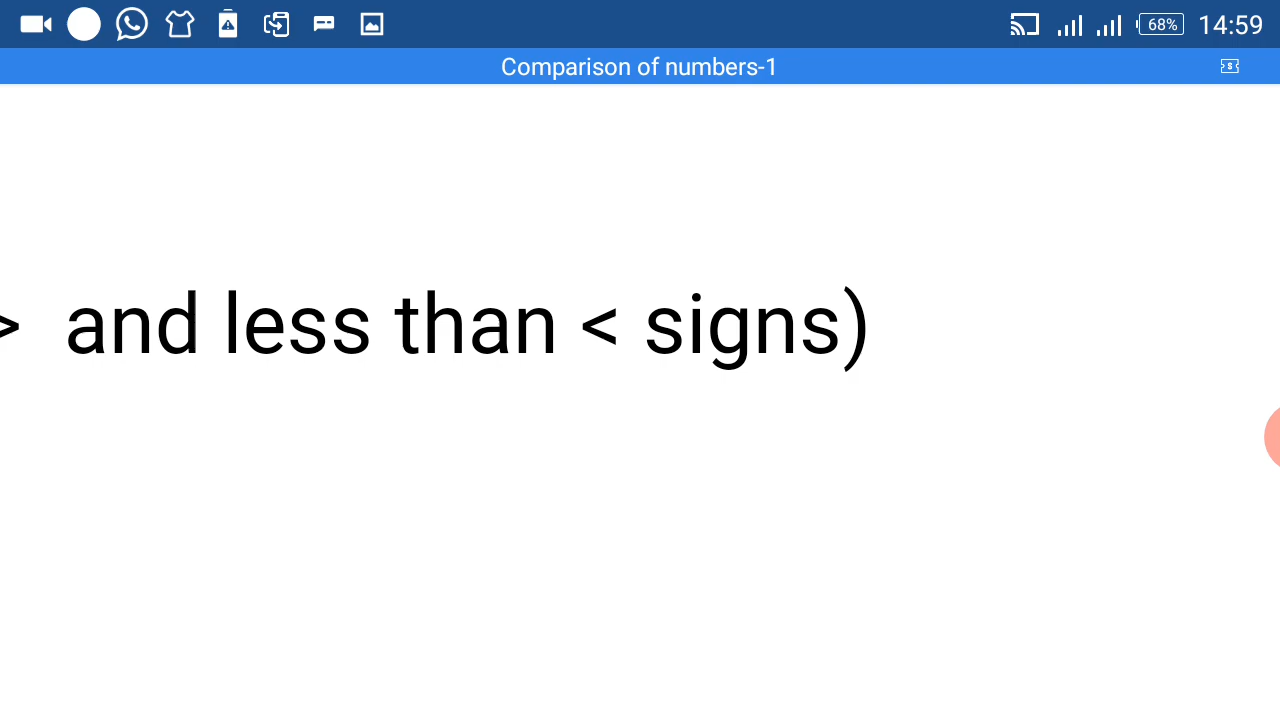 68% 14:59
Comparison of numbers-1
> and less than < signs)